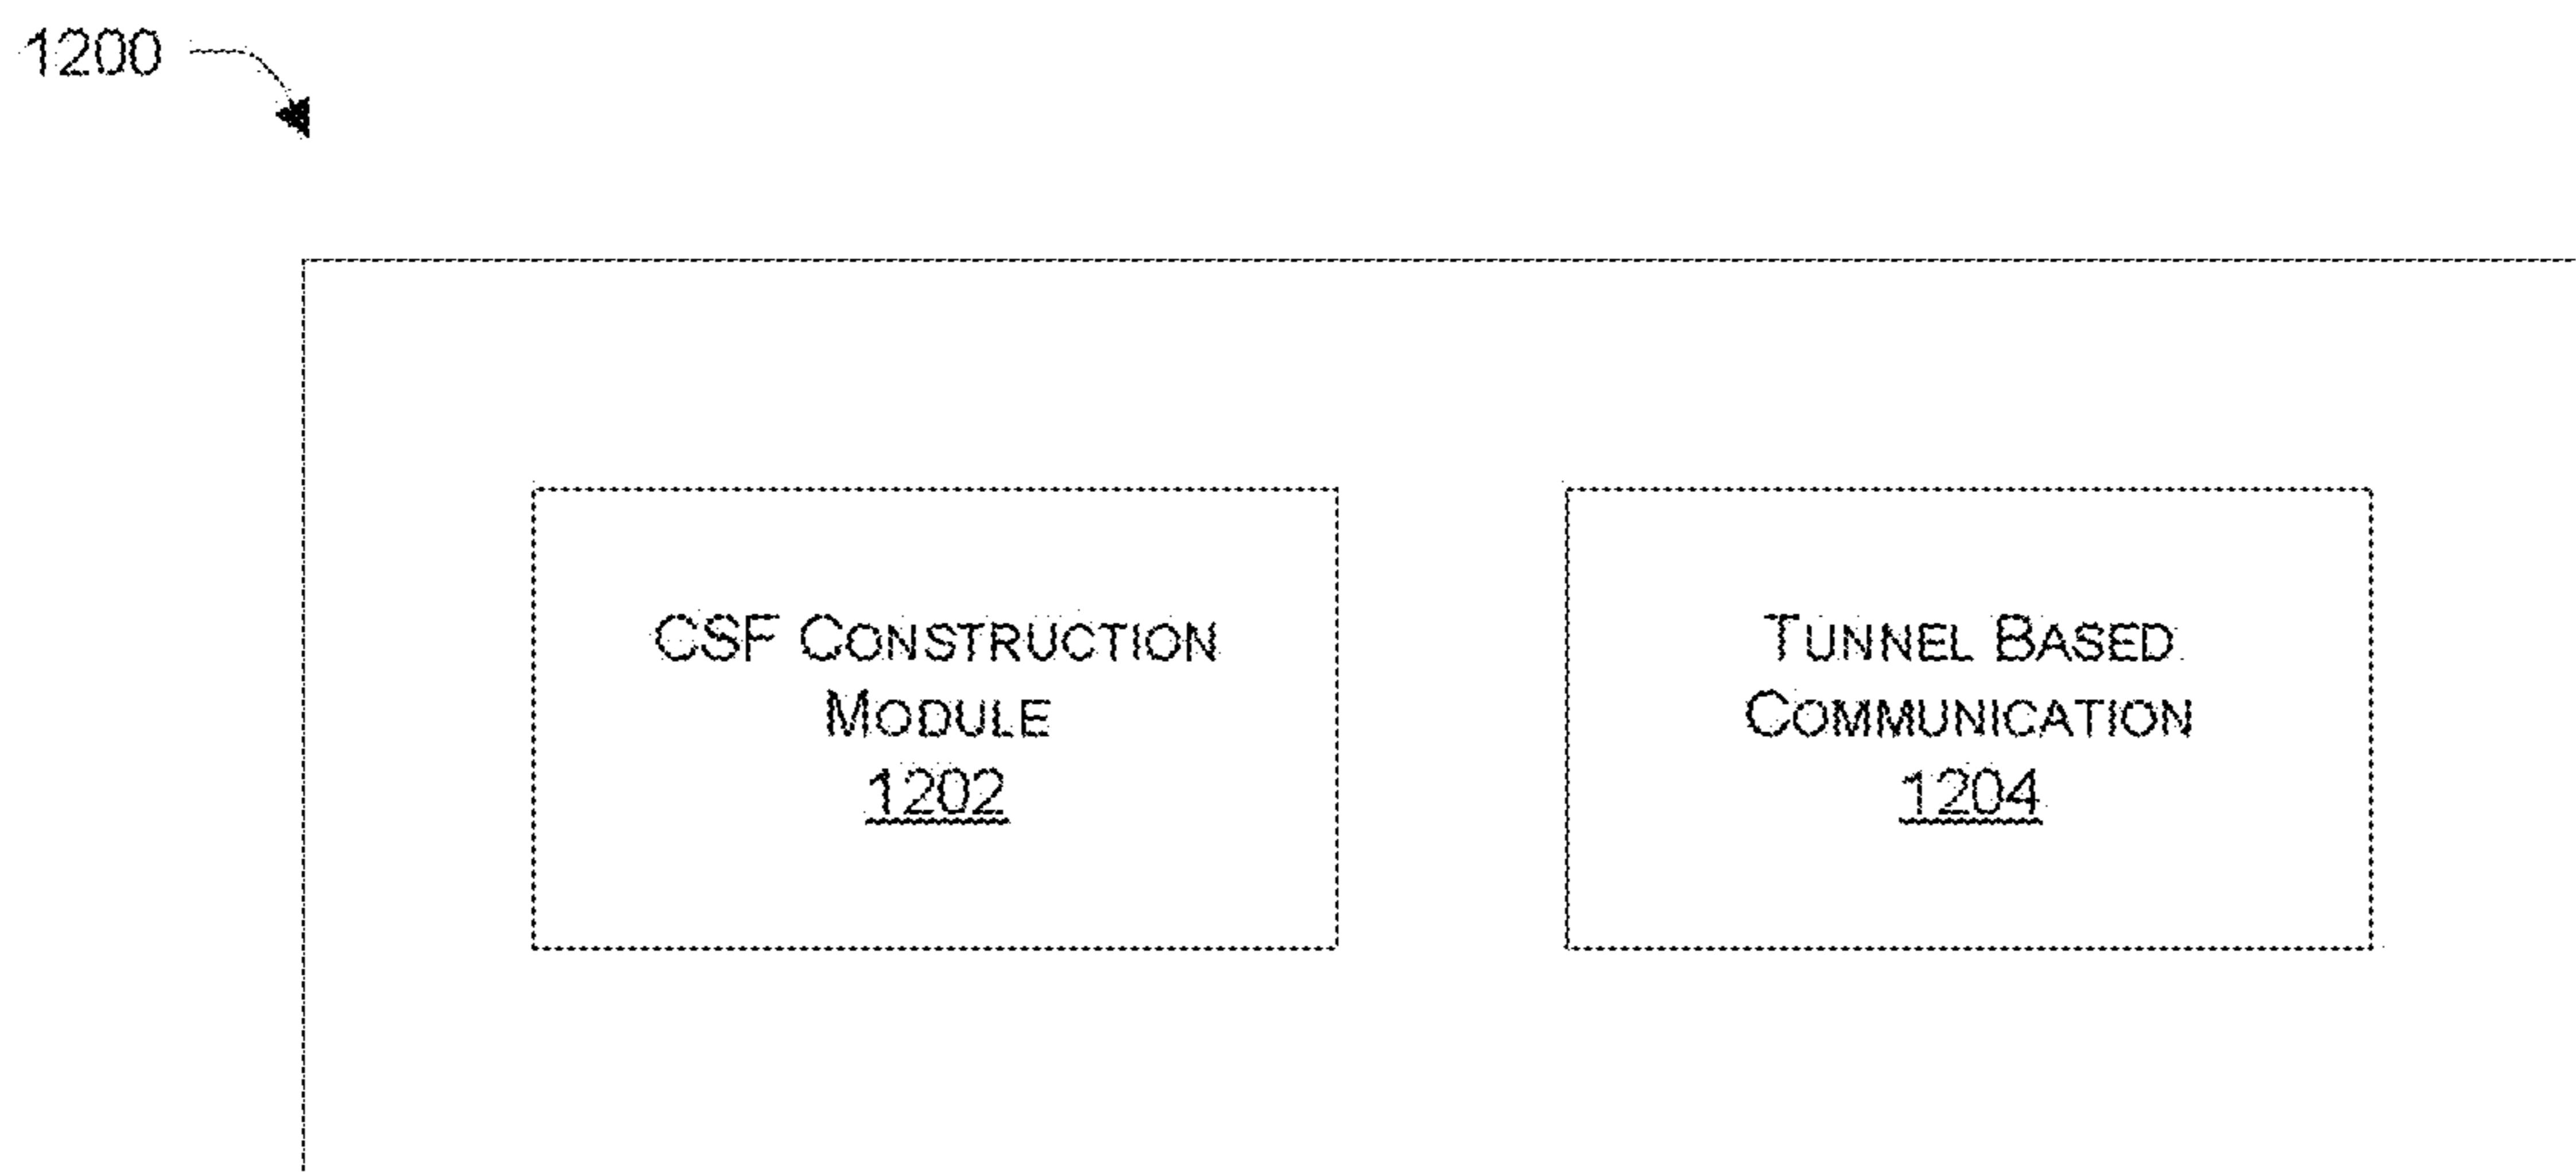 1200
CSF CONSTRUCTION
MODULE
1202
TUNNEL BASED
COMMUNICATION
1204